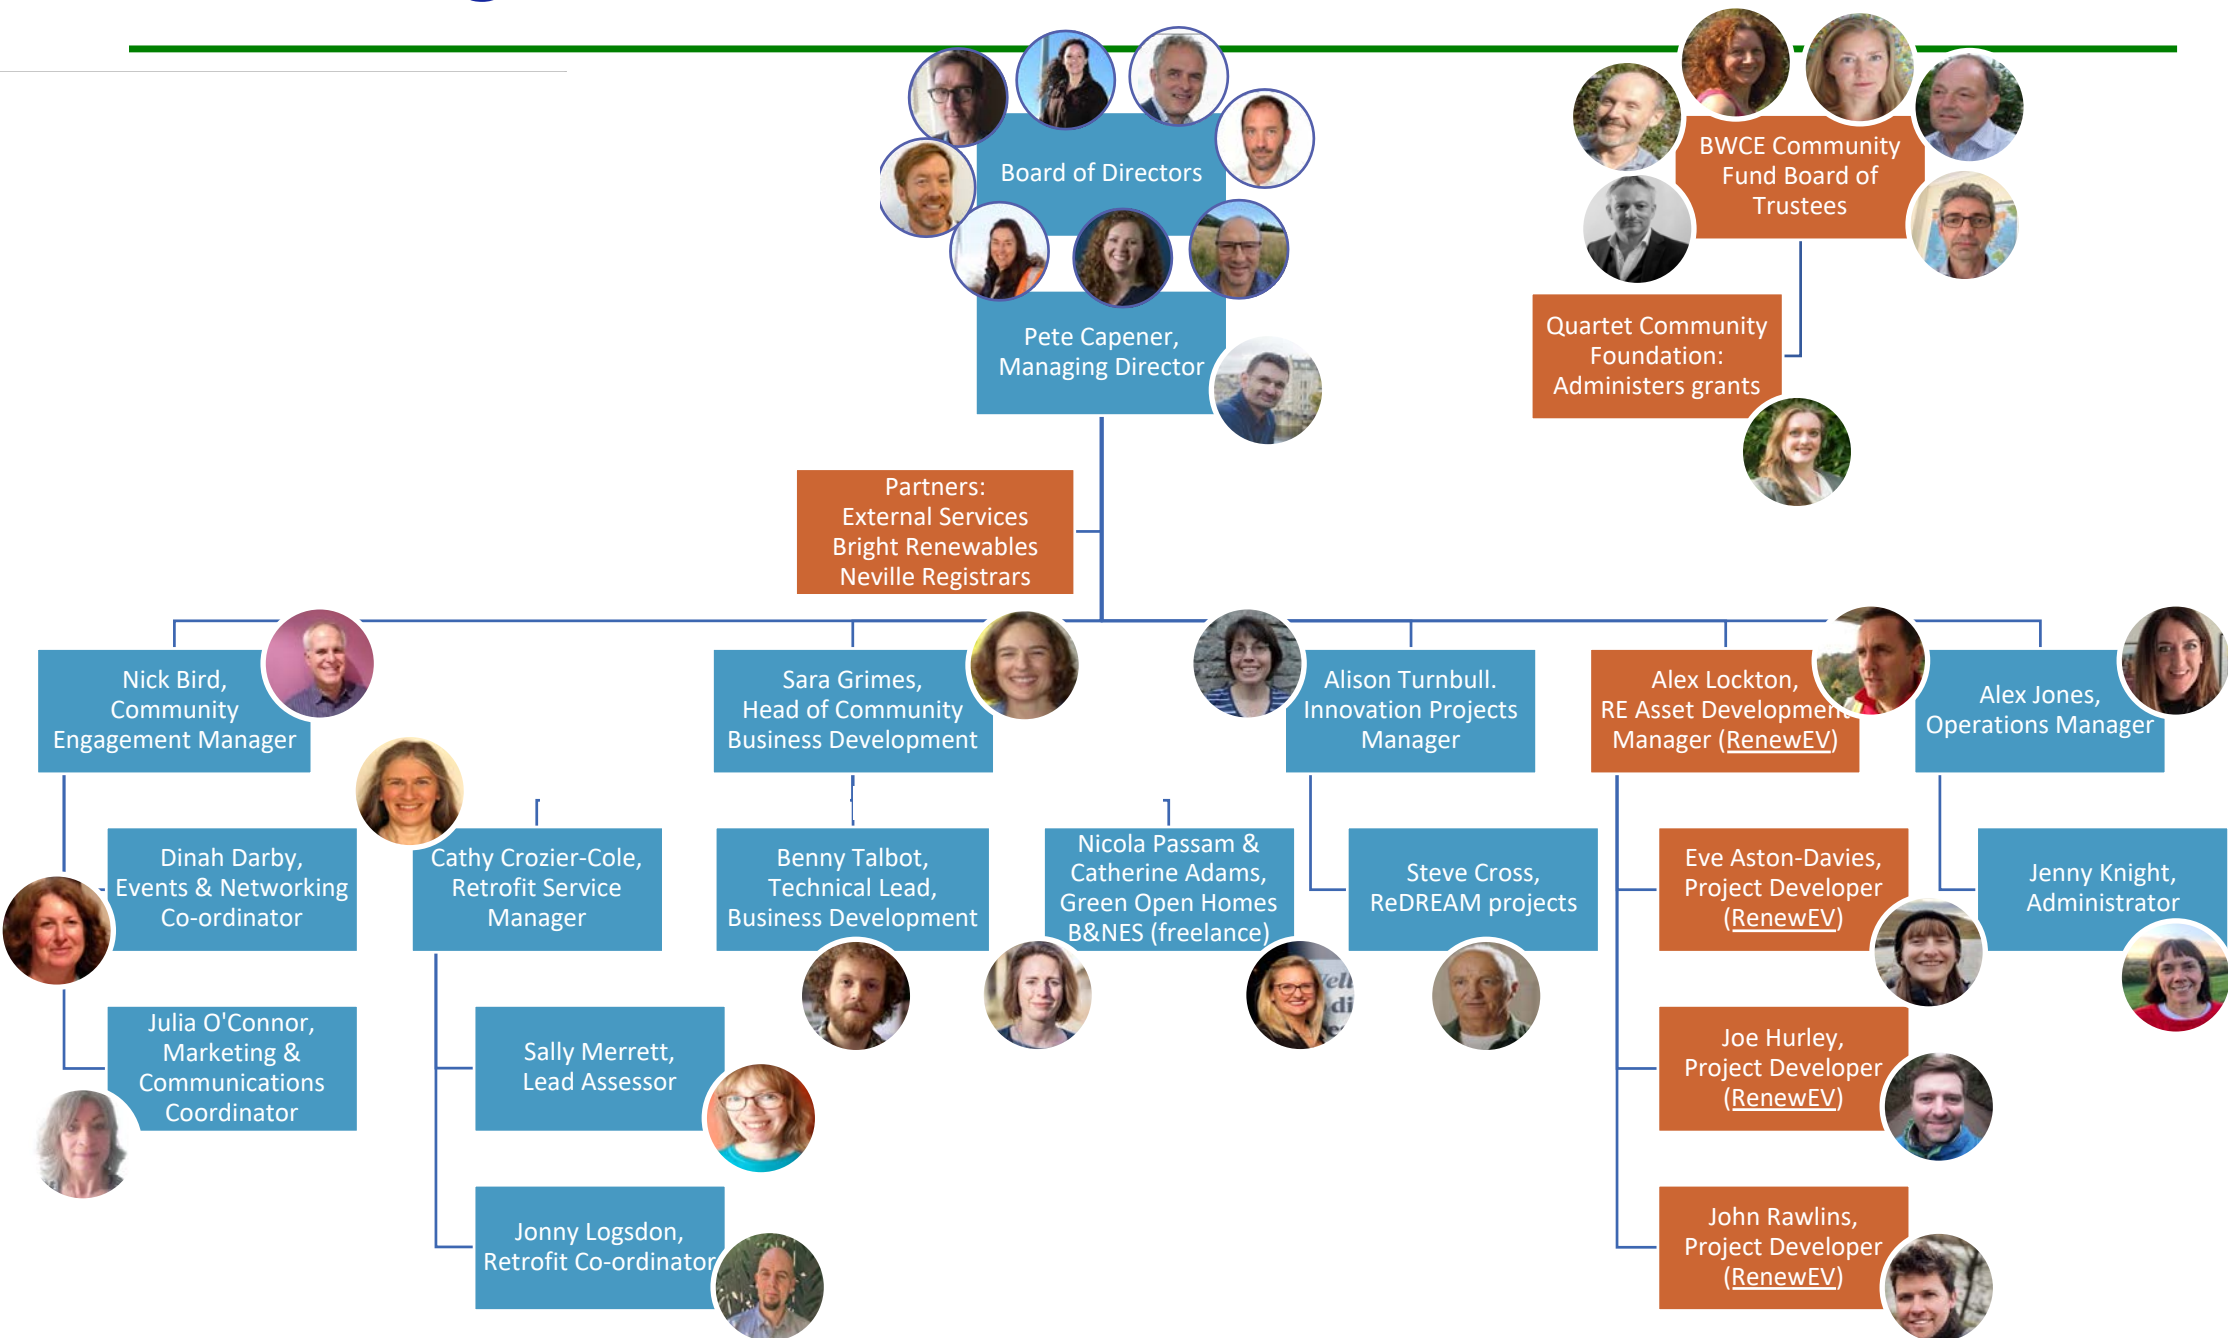 Board of Directors
BWCE Community
Fund Board of
Trustees
Pete Capener,
Managing Director
Quartet Community
Foundation:
Administers grants
Partners:
External Services
Bright Renewables
Neville Registrars
Nick Bird,
Community
Engagement Manager
Sara Grimes,
Head of Community
Business Development
Alison Turnbull.
Innovation Projects
Manager
Alex Lockton,
RE Asset Development
Manager (RenewEV)
Alex Jones,
Operations Manager
Dinah Darby,
Events & Networking
Co-ordinator
Cathy Crozier-Cole,
Retrofit Service
Manager
Benny Talbot,
Technical Lead,
Business Development
Nicola Passam &
Catherine Adams,
Green Open Homes
B&NES (freelance)
Steve Cross,
ReDREAM projects
Eve Aston-Davies,
Project Developer
(RenewEV)
Jenny Knight,
Administrator
Julia O'Connor,
Marketing &
Communications
Coordinator
Sally Merrett,
Lead Assessor
Joe Hurley,
Project Developer
(RenewEV)
Jonny Logsdon,
Retrofit Co-ordinator
John Rawlins,
Project Developer
(RenewEV)